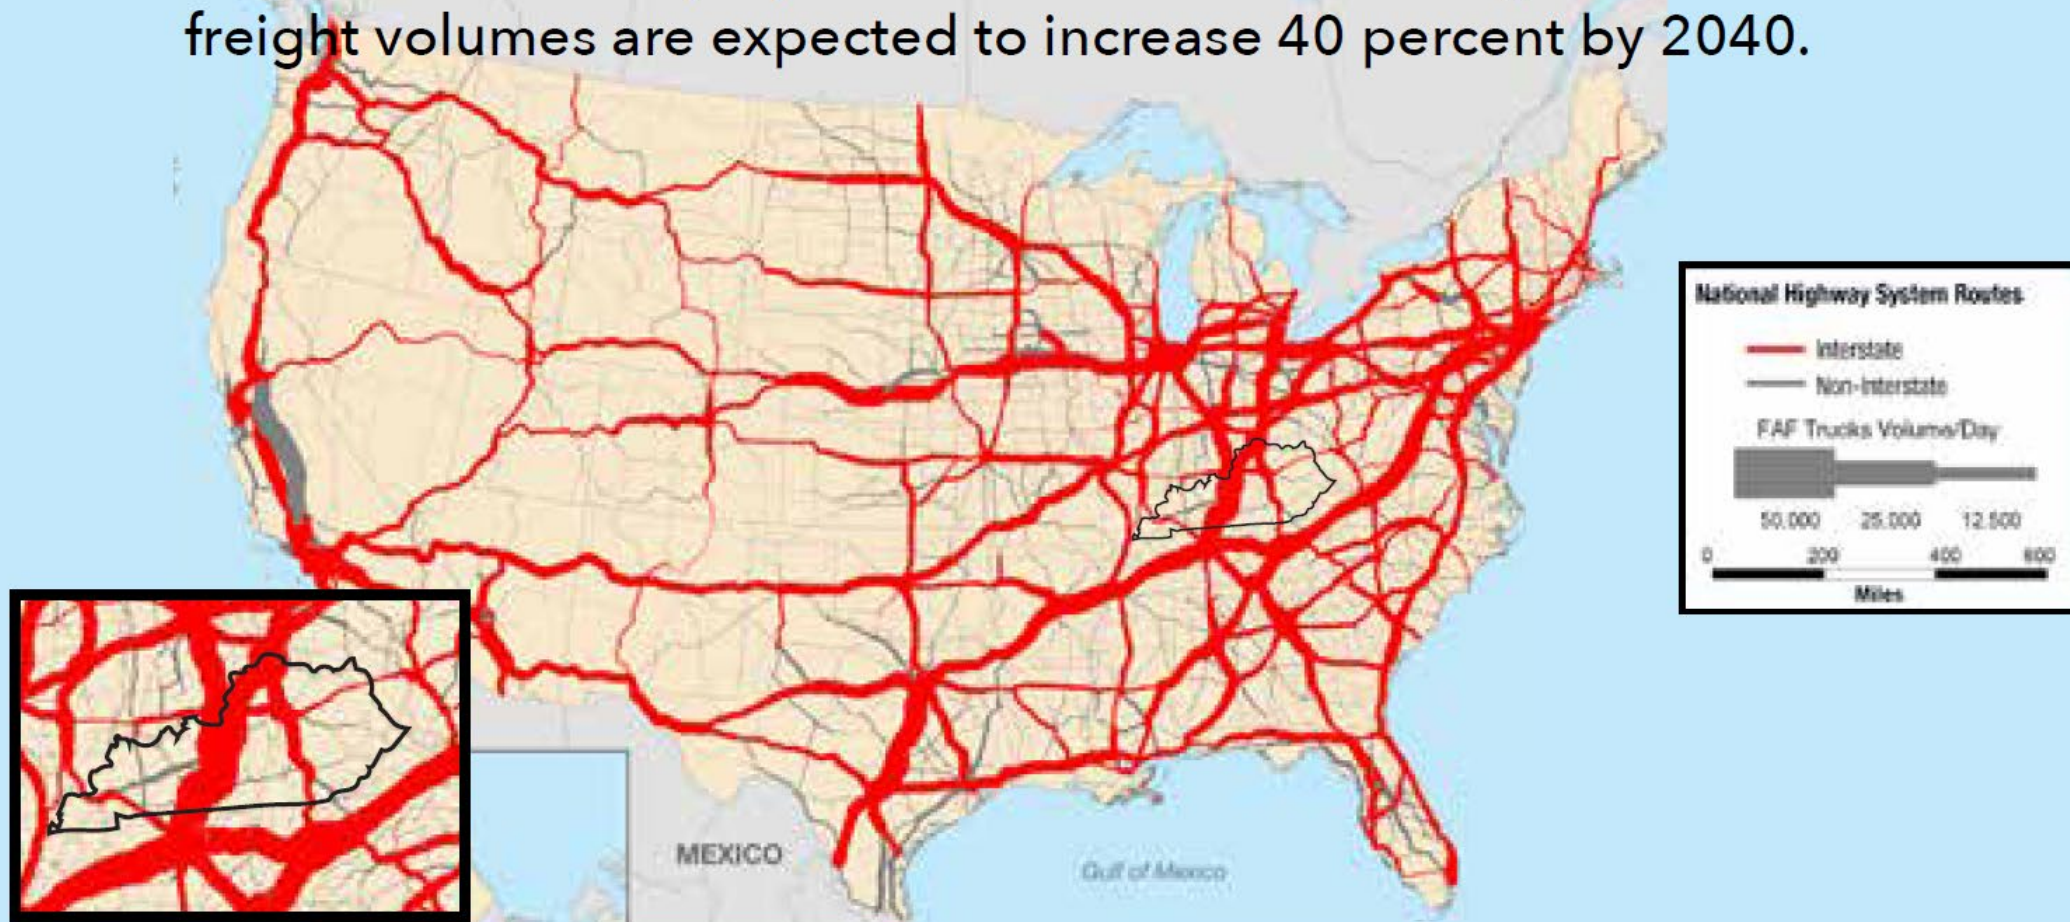 freight volumes are expected to increase 40 percent by 2040.
National Highway System Routes
Interstate
Non-Interstate
FAF Trucks Volume/Day
50.000 25.000 12.500
0 200 400 600
Miles
MEXICO
Gulf of Mexico